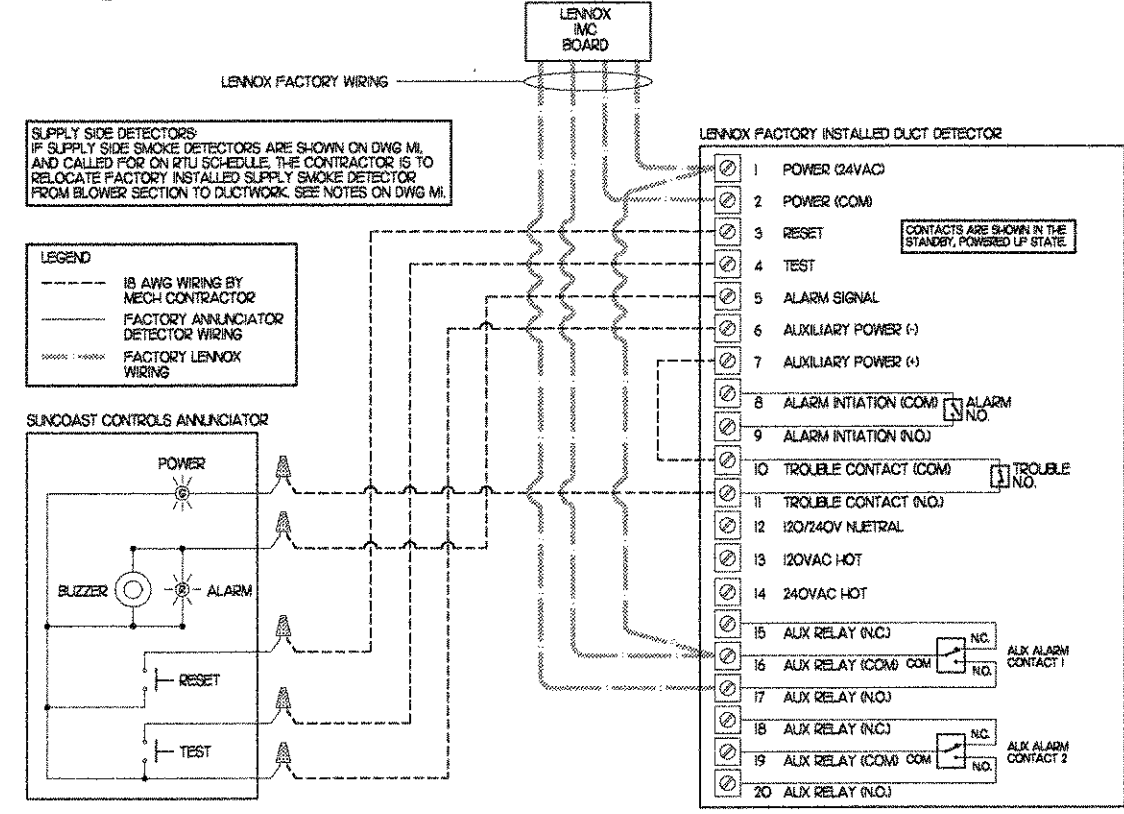 LENNOX
IMC
BOARD
LENNOX FACTORY WIRING
SUPPLY SIDE DETECTORS:
IF SUPPLY SIDE SMOKE DETECTORS ARE SHOWN ON DWG M1,
AND CALLED FOR ON RTU SCHEDULE, THE CONTRACTOR IS TO
RELOCATE FACTORY INSTALLED SUPPLY SMOKE DETECTOR
FROM BLOWER SECTION TO DUCTWORK. SEE NOTES ON DWG M1.
LEGEND
18 AWG WIRING BY
MECH CONTRACTOR
FACTORY ANNUNCIATOR
DETECTOR WIRING
FACTORY LENNOX
WIRING
SUNCOAST CONTROLS ANNUNCIATOR
POWER
G
BUZZER
R
ALARM
RESET
TEST
LENNOX FACTORY INSTALLED DUCT DETECTOR
1 POWER (24VAC)
2 POWER (COM)
CONTACTS ARE SHOWN IN THE
STANDBY, POWERED UP STATE.
3 RESET
4 TEST
5 ALARM SIGNAL
6 AUXILIARY POWER (-)
7 AUXILIARY POWER (+)
8 ALARM INTIATION (COM)
ALARM
N.O.
9 ALARM INTIATION (N.O.)
10 TROUBLE CONTACT (COM)
TROUBLE
N.O.
11 TROUBLE CONTACT (N.O.)
12 120/240V NUETRAL
13 120VAC HOT
14 240VAC HOT
15 AUX RELAY (N.C.)
N.C.
16 AUX RELAY (COM) COM
N.O.
AUX ALARM
CONTACT 1
17 AUX RELAY (N.O.)
18 AUX RELAY (N.C.)
N.C.
19 AUX RELAY (COM) COM
N.O.
AUX ALARM
CONTACT 2
20 AUX RELAY (N.O.)